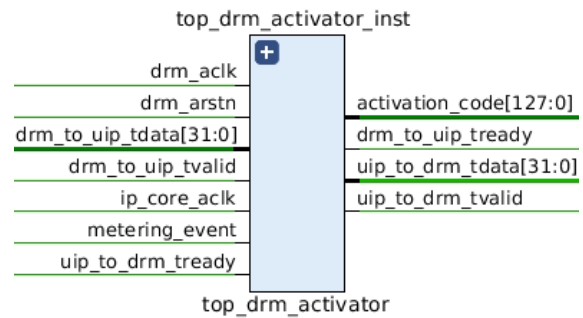 top_drm_activator_inst
drm_aclk
drm_arstn
drm_to_uip_tdata[31:0]
drm_to_uip_tvalid
ip_core_aclk
metering_event
uip_to_drm_tready
activation_code[127:0]
drm_to_uip_tready
uip_to_drm_tdata[31:0]
uip_to_drm_tvalid
top_drm_activator